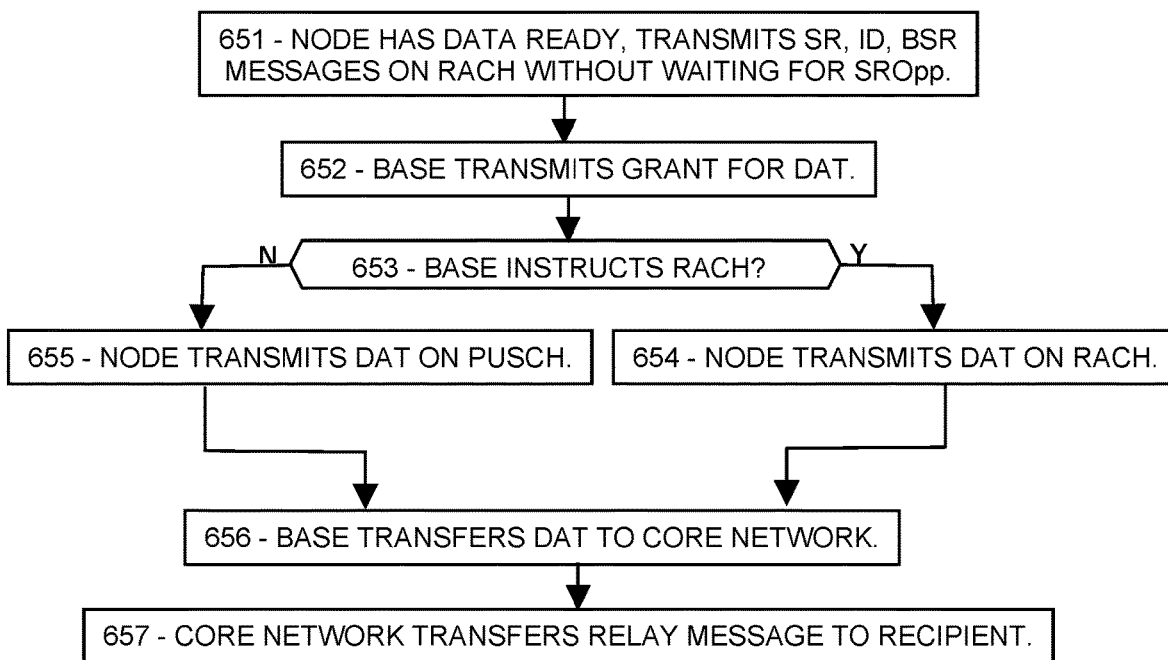 651 - NODE HAS DATA READY, TRANSMITS SR, ID, BSR
MESSAGES ON RACH WITHOUT WAITING FOR SROpp.
652 - BASE TRANSMITS GRANT FOR DAT.
N
653 - BASE INSTRUCTS RACH?
Y
655 - NODE TRANSMITS DAT ON PUSCH.
654 - NODE TRANSMITS DAT ON RACH.
656 - BASE TRANSFERS DAT TO CORE NETWORK.
657 - CORE NETWORK TRANSFERS RELAY MESSAGE TO RECIPIENT.